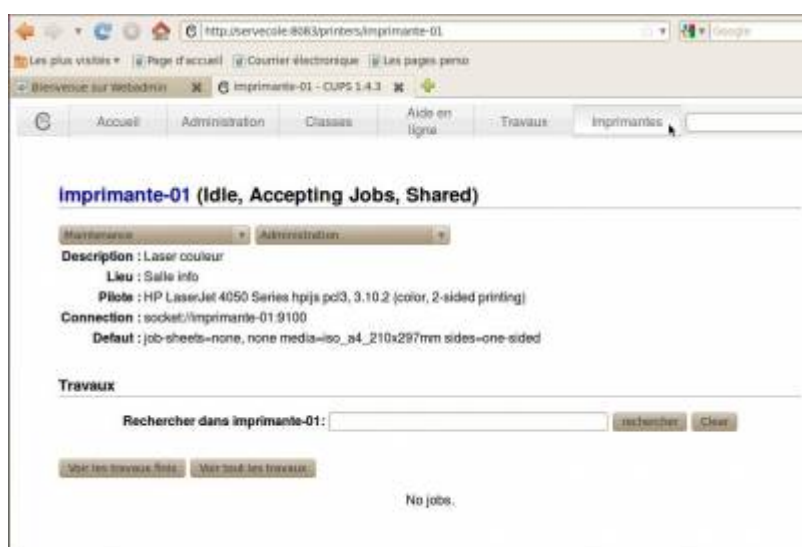 http://servecole:8083/printers/imprimante-01
Google
Les plus visités
Page d'accueil
Courrier électronique
Les pages perso
Bienvenue sur Webadmin
imprimante-01 - CUPS 1.4.3
Accueil
Administration
Classes
Aide en
ligne
Travaux
Imprimantes
imprimante-01 (Idle, Accepting Jobs, Shared)
Maintenance
Administration
Description : Laser couleur
Lieu : Salle info
Pilote : HP LaserJet 4050 Series hpijs pcl3, 3.10.2 (color, 2-sided printing)
Connection : socket://imprimante-01:9100
Defaut : job-sheets=none, none media=iso_a4_210x297mm sides=one-sided
Travaux
Rechercher dans imprimante-01:
rechercher
Clear
Voir les travaux finis
Voir tout les travaux
No jobs.